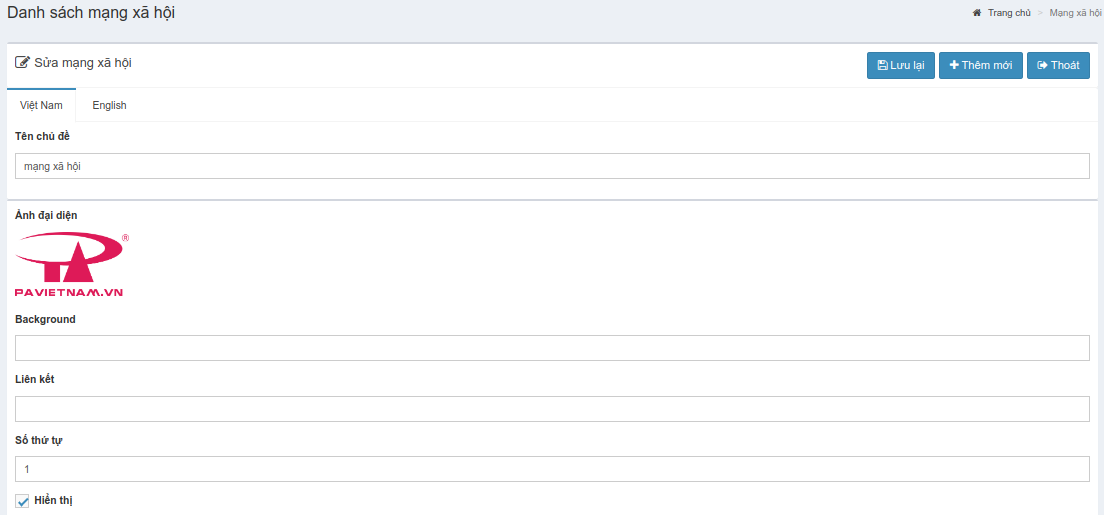 Danh sách mạng xã hội
Trang chủ > Mạng xã hội
Sửa mạng xã hội
Lưu lại Thêm mới Thoát
Việt Nam English
Tên chủ đề
mạng xã hội
Ảnh đại diện
®
PAVIETNAM.VN
Background
Liên kết
Số thứ tự
1
Hiển thị